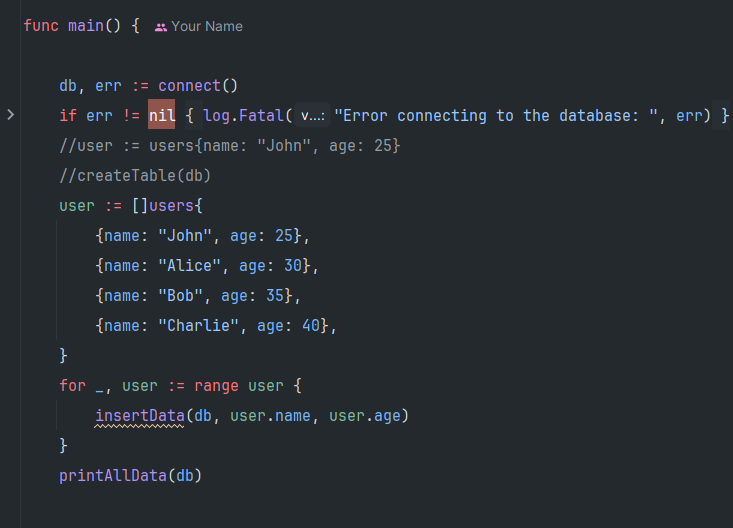 func main() { Your Name
db, err := connect()
if err != nil { log.Fatal( v...: "Error connecting to the database: ", err) }
//user := users{name: "John", age: 25}
//createTable(db)
user := []users{
{name: "John", age: 25},
{name: "Alice", age: 30},
{name: "Bob", age: 35},
{name: "Charlie", age: 40},
}
for _, user := range user {
insertData(db, user.name, user.age)
}
printAllData(db)